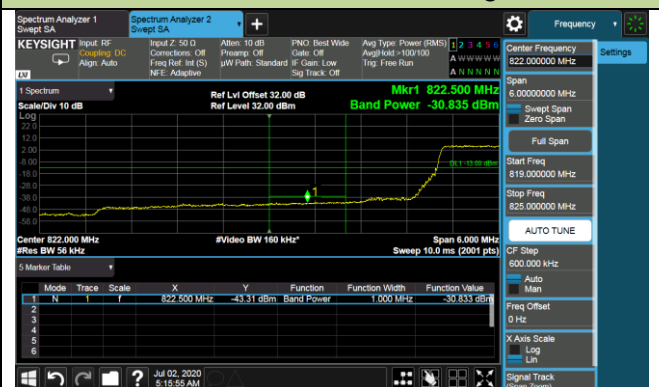 Spectrum Analyzer 1
Swept SA
Spectrum Analyzer 2
Swept SA
+
Frequency
KEYSIGHT
Input: RF
Coupling: DC
Align: Auto
Input Z: 50 Ω
Corrections: Off
Freq Ref: Int (S)
NFE: Adaptive
Atten: 10 dB
Preamp: Off
µW Path: Standard
PNO: Best Wide
Gate: Off
IF Gain: Low
Sig Track: Off
Avg Type: Power (RMS)
Avg|Hold:>100/100
Trig: Free Run
1 2 3 4 5 6
A W W W W W
A N N N N N
LXI
1 Spectrum
Scale/Div 10 dB
Ref Lvl Offset 32.00 dB
Ref Level 32.00 dBm
Mkr1 822.500 MHz
Band Power -30.835 dBm
Log
22.0
12.0
2.00
-8.00
-18.0
-28.0
-38.0
-48.0
-58.0
DL1 -13.00 dBm
1
Center 822.000 MHz
#Res BW 56 kHz
#Video BW 160 kHz*
Span 6.000 MHz
Sweep 10.0 ms (2001 pts)
5 Marker Table
Mode Trace Scale X Y Function Function Width Function Value
1 N 1 f 822.500 MHz -43.31 dBm Band Power 1.000 MHz -30.833 dBm
2
3
4
5
6
Jul 02, 2020
5:15:55 AM
Center Frequency
822.000000 MHz
Settings
Span
6.00000000 MHz
Swept Span
Zero Span
Full Span
Start Freq
819.000000 MHz
Stop Freq
825.000000 MHz
AUTO TUNE
CF Step
600.000 kHz
Auto
Man
Freq Offset
0 Hz
X Axis Scale
Log
Lin
Signal Track
(Span Zoom)